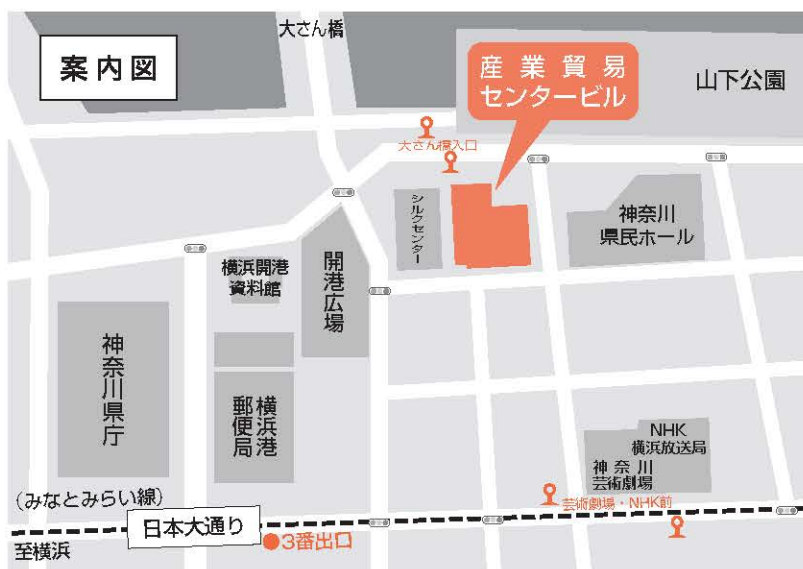 大さん橋
案内図
産業貿易
センタービル
山下公園
大さん橋入口
シルクセンター
神奈川
県民ホール
横浜開港
資料館
開港広場
神奈川県庁
横浜港
郵便局
NHK
横浜放送局
神奈川
芸術劇場
(みなとみらい線)
芸術劇場・NHK前
日本大通り
●3番出口
至横浜